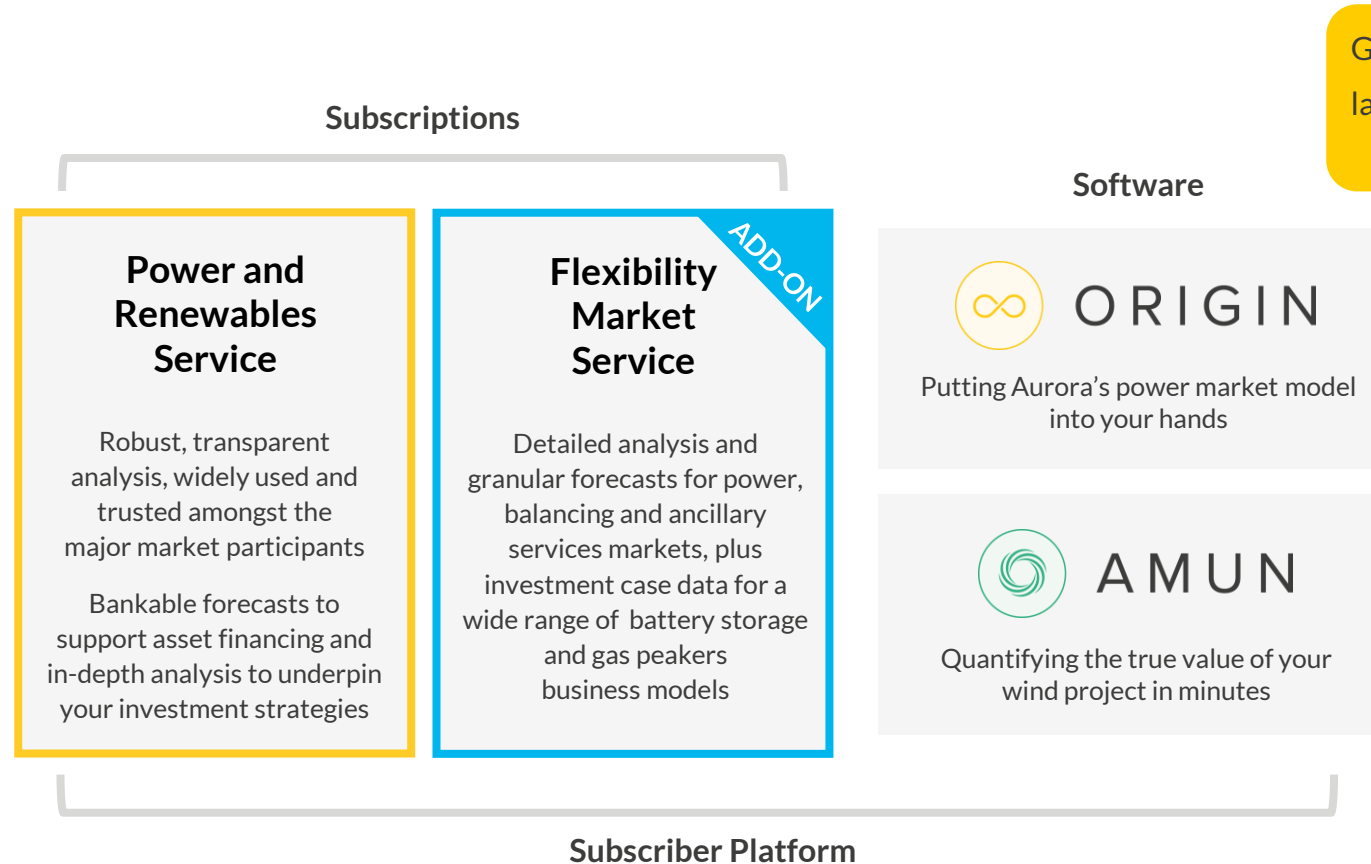 G
la
Subscriptions
Software
Power and
Renewables
Service
Robust, transparent
analysis, widely used and
trusted amongst the
major market participants
Bankable forecasts to
support asset financing and
in-depth analysis to underpin
your investment strategies
ADD-ON
Flexibility
Market
Service
Detailed analysis and
granular forecasts for power,
balancing and ancillary
services markets, plus
investment case data for a
wide range of battery storage
and gas peakers
business models
ORIGIN
Putting Aurora’s power market model
into your hands
AMUN
Quantifying the true value of your
wind project in minutes
Subscriber Platform